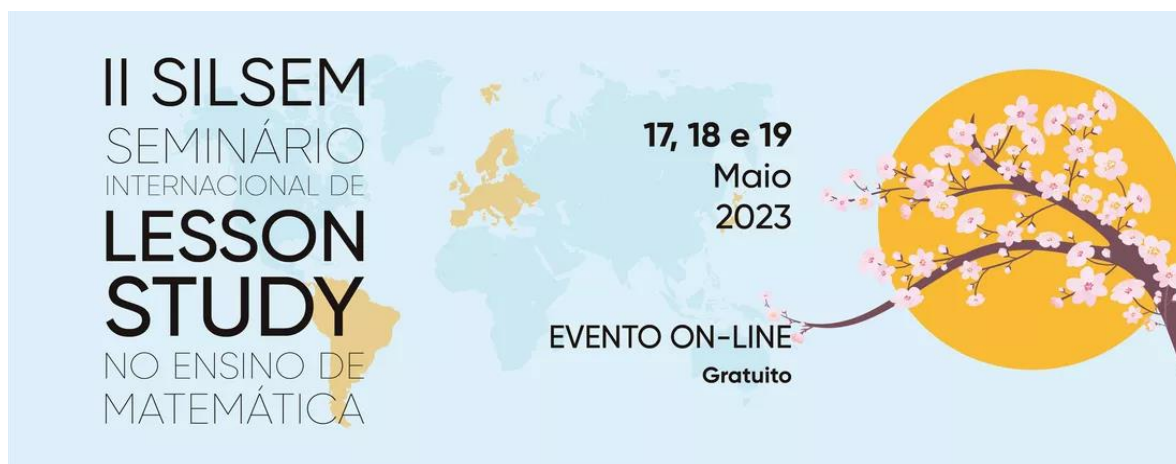 II SILSEM
SEMINÁRIO
INTERNACIONAL DE
LESSON
STUDY
NO ENSINO DE
MATEMÁTICA
17, 18 e 19
Maio
2023
EVENTO ON-LINE
Gratuito